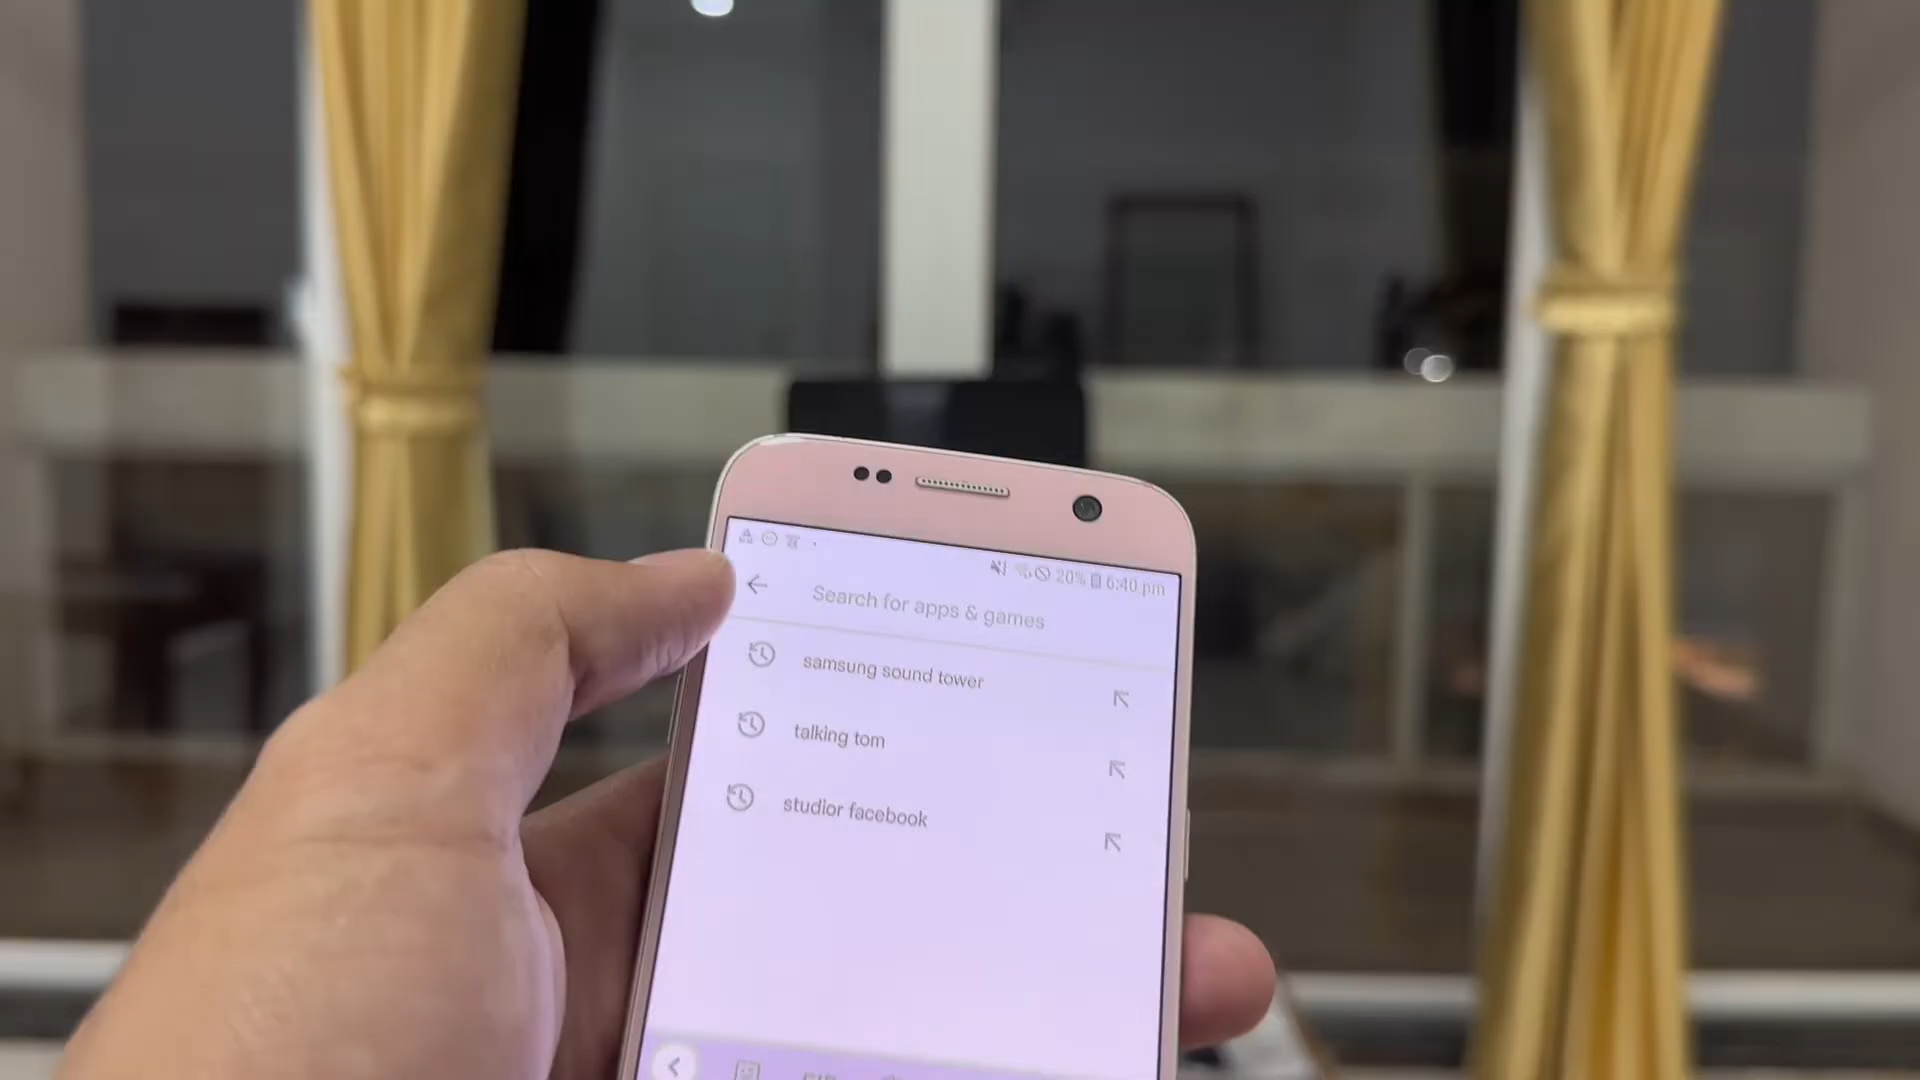 20% 6:40 pm
Search for apps & games
samsung sound tower
talking tom
studior facebook